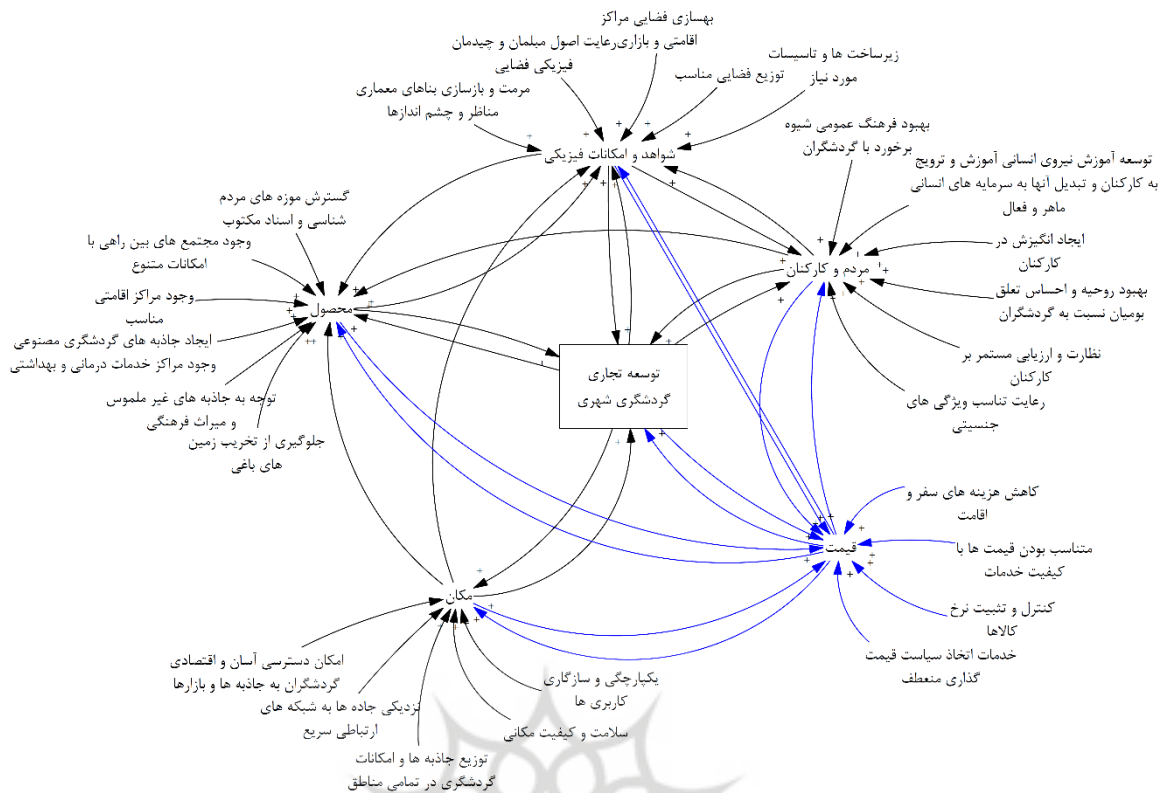 بهسازی فضایی مراکز
اقامتی و بازاری
رعایت اصول مبلمان و چیدمان
فیزیکی فضایی
مرمت و بازسازی بناهای معماری
مناظر و چشم اندازها
توزیع فضایی مناسب
زیرساخت ها و تاسیسات
مورد نیاز
شواهد و امکانات فیزیکی
بهبود فرهنگ عمومی شیوه
برخورد با گردشگران
توسعه آموزش نیروی انسانی آموزش و ترویج
به کارکنان و تبدیل آنها به سرمایه های انسانی
ماهر و فعال
ایجاد انگیزش در
کارکنان
مردم و کارکنان
بهبود روحیه و احساس تعلق
بومیان نسبت به گردشگران
نظارت و ارزیابی مستمر بر
کارکنان
رعایت تناسب ویژگی های
جنسیتی
گسترش موزه های مردم
شناسی و اسناد مکتوب
وجود مجتمع های بین راهی با
امکانات متنوع
وجود مراکز اقامتی
مناسب
محصول
ایجاد جاذبه های گردشگری مصنوعی
وجود مراکز خدمات درمانی و بهداشتی
توجه به جاذبه های غیر ملموس
و میراث فرهنگی
جلوگیری از تخریب زمین
های باغی
توسعه تجاری
گردشگری شهری
کاهش هزینه های سفر و
اقامت
قیمت
متناسب بودن قیمت ها با
کیفیت خدمات
کنترل و تثبیت نرخ
کالاها
خدمات اتخاذ سیاست قیمت
گذاری منعطف
مکان
امکان دسترسی آسان و اقتصادی
گردشگران به جاذبه ها و بازارها
نزدیکی جاده ها به شبکه های
ارتباطی سریع
توزیع جاذبه ها و امکانات
گردشگری در تمامی مناطق
یکپارچگی و سازگاری
کاربری ها
سلامت و کیفیت مکانی